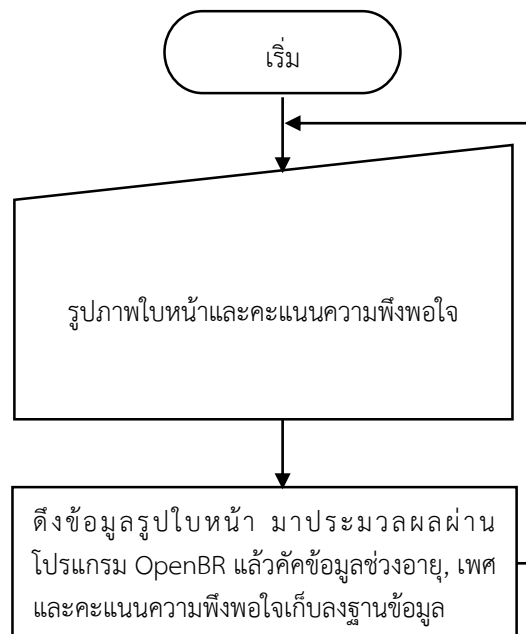 เริ่ม
รูปภาพใบหน้าและคะแนนความพึงพอใจ
ดึงข้อมูลรูปใบหน้า มาประมวลผลผ่าน
โปรแกรม OpenBR แล้วคัคข้อมูลช่วงอายุ, เพศ
และคะแนนความพึงพอใจเก็บลงฐานข้อมูล